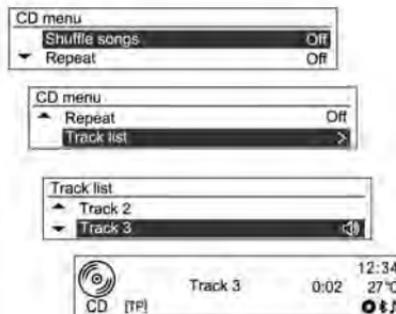 CD menu
Shuffle songs Off
Repeat Off
CD menu
Repeat Off
Track list >
Track list
Track 2
Track 3
12:34
Track 3 0:02 27°C
CD [TP]